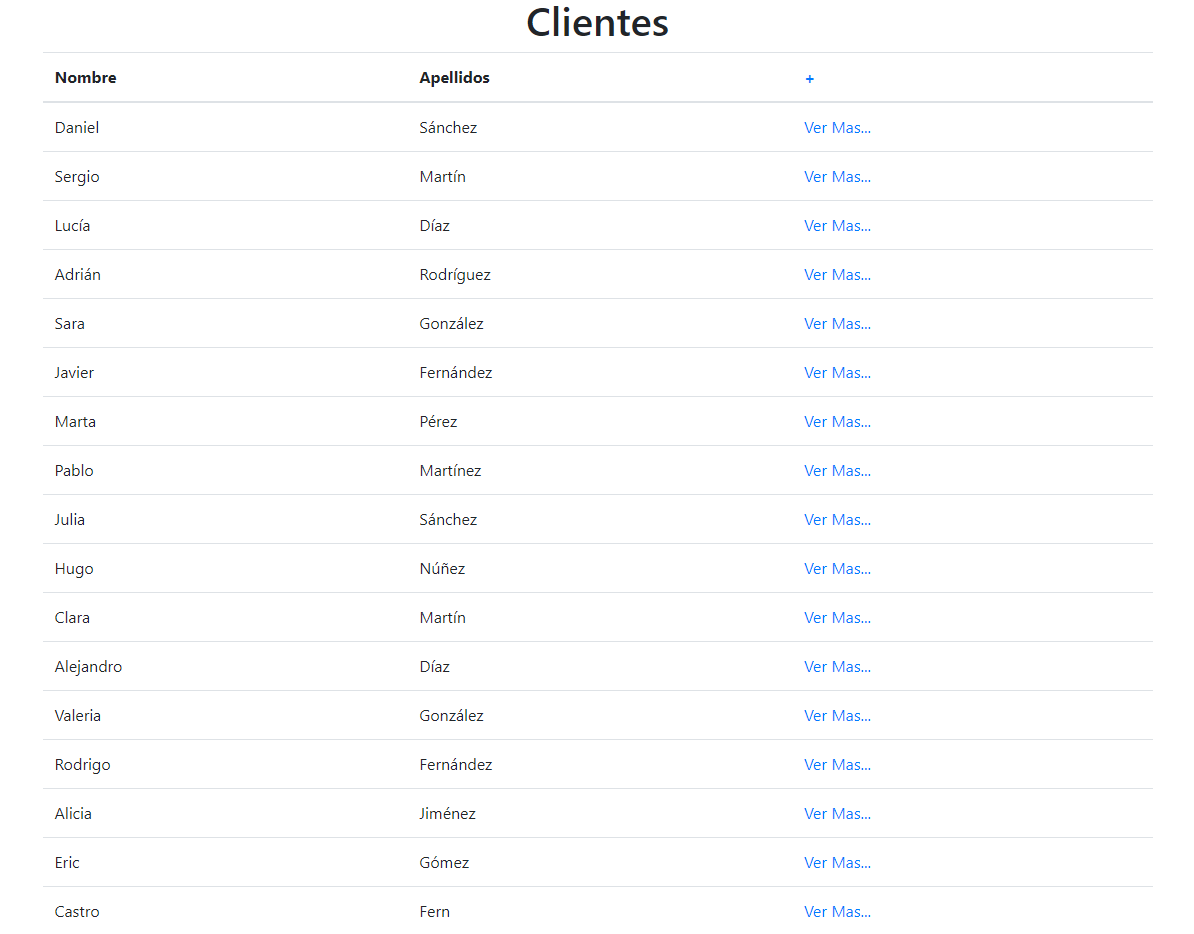 Clientes
Nombre Apellidos +
Daniel Sánchez Ver Mas...
Sergio Martín Ver Mas...
Lucía Díaz Ver Mas...
Adrián Rodríguez Ver Mas...
Sara González Ver Mas...
Javier Fernández Ver Mas...
Marta Pérez Ver Mas...
Pablo Martínez Ver Mas...
Julia Sánchez Ver Mas...
Hugo Núñez Ver Mas...
Clara Martín Ver Mas...
Alejandro Díaz Ver Mas...
Valeria González Ver Mas...
Rodrigo Fernández Ver Mas...
Alicia Jiménez Ver Mas...
Eric Gómez Ver Mas...
Castro Fern Ver Mas...